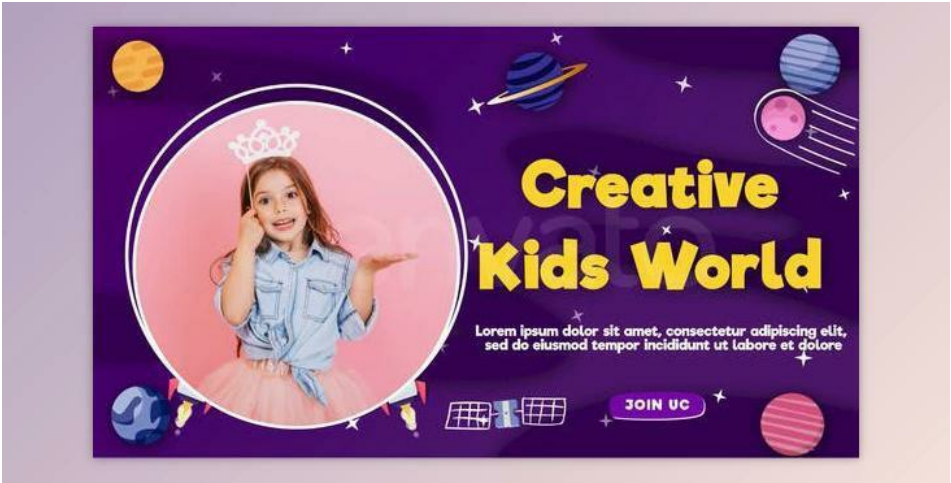 Creative
Kids World
Lorem ipsum dolor sit amet, consectetur adipiscing elit,
sed do eiusmod tempor incididunt ut labore et dolore
JOIN UC
envato